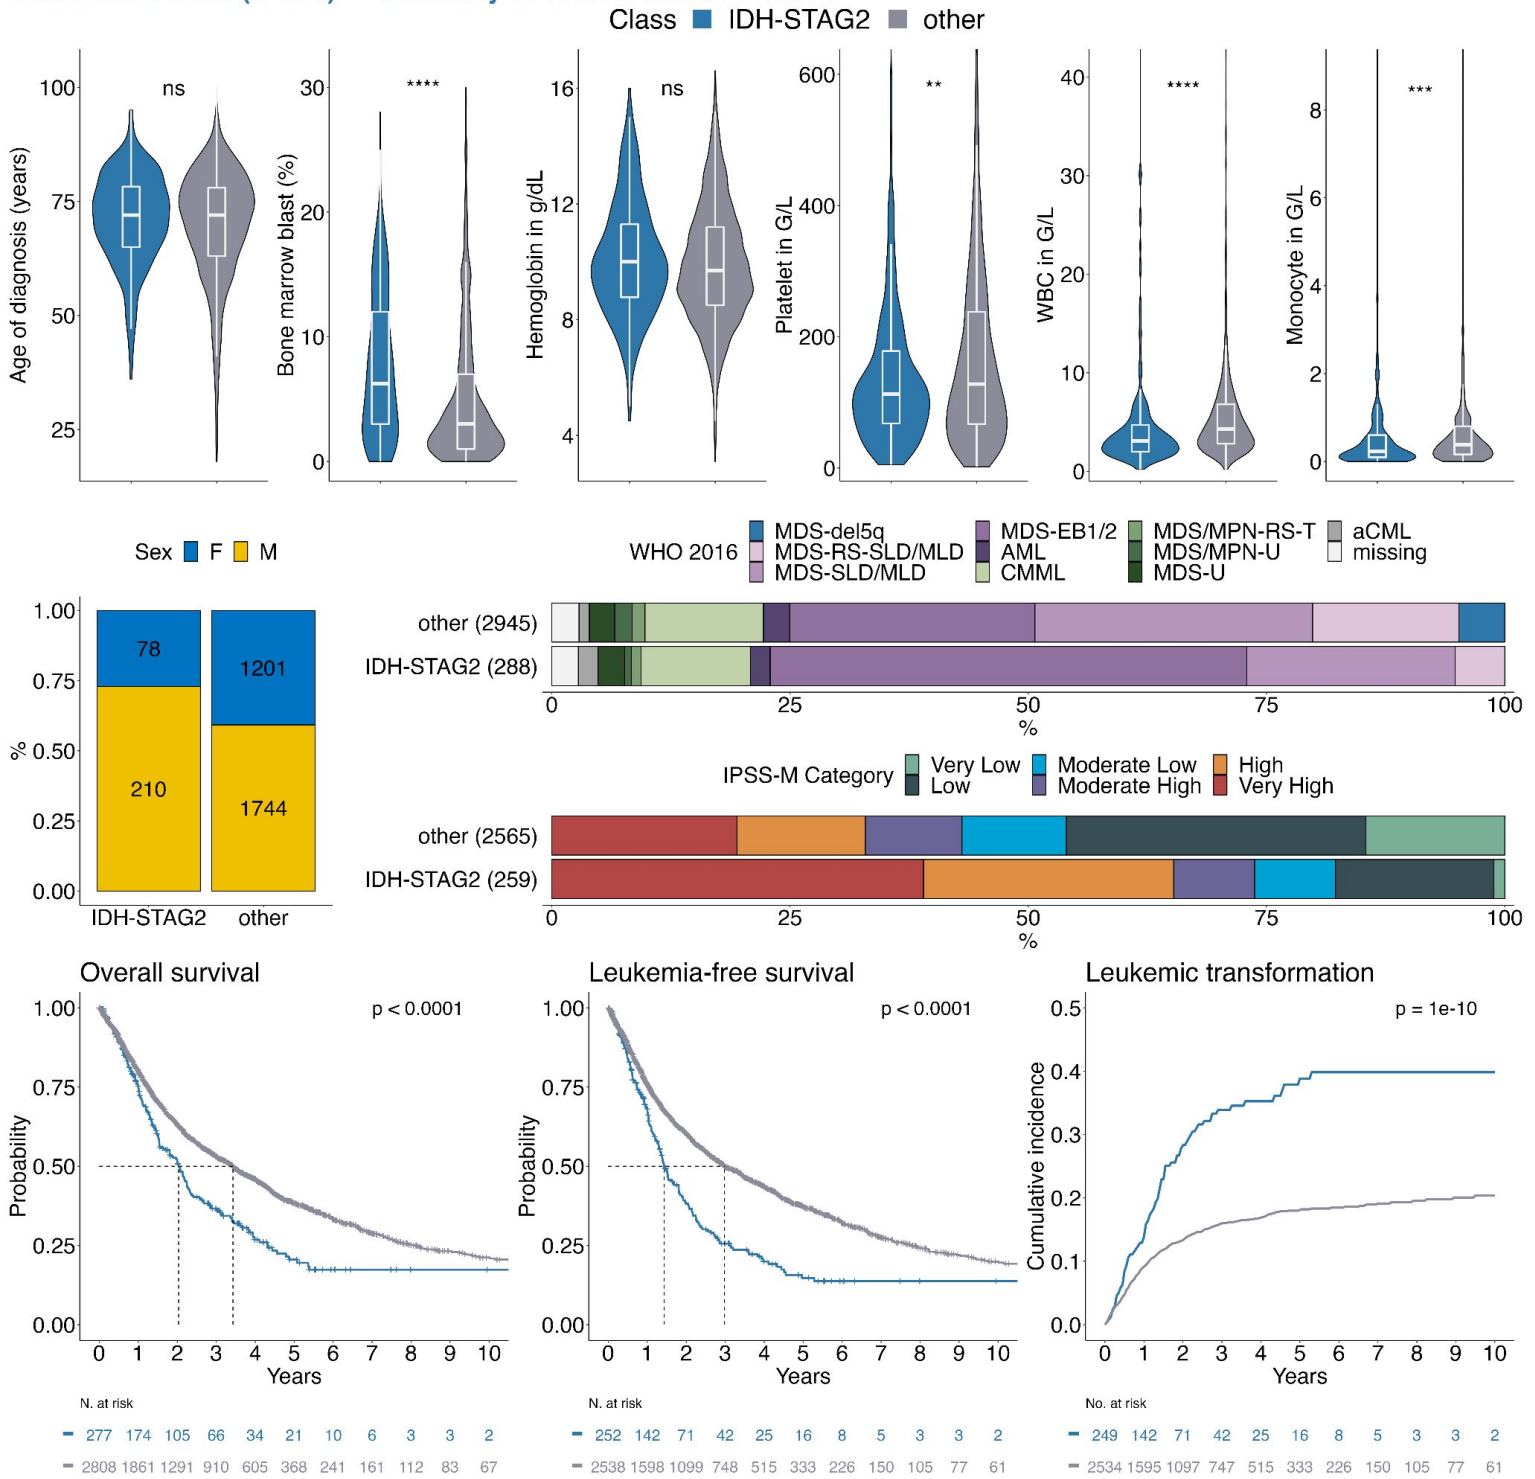 Class IDH-STAG2 other
Age of diagnosis (years)
100
75
50
25
ns
Bone marrow blast (%)
30
20
10
0
****
Hemoglobin in g/dL
16
12
8
4
ns
Platelet in G/L
600
400
200
0
**
WBC in G/L
40
30
20
10
0
****
Monocyte in G/L
8
6
4
2
0
***
Sex F M
%
1.00
0.75
0.50
0.25
0.00
78
210
1201
1744
IDH-STAG2 other
WHO 2016
MDS-del5q MDS-EB1/2 MDS/MPN-RS-T aCML
MDS-RS-SLD/MLD AML MDS/MPN-U missing
MDS-SLD/MLD CMML MDS-U
other (2945)
IDH-STAG2 (288)
0 25 50 75 100
%
IPSS-M Category
Very Low Moderate Low High
Low Moderate High Very High
other (2565)
IDH-STAG2 (259)
0 25 50 75 100
%
Overall survival
Probability
1.00
0.75
0.50
0.25
0.00
p < 0.0001
0 1 2 3 4 5 6 7 8 9 10
Years
N. at risk
277 174 105 66 34 21 10 6 3 3 2
2808 1861 1291 910 605 368 241 161 112 83 67
Leukemia-free survival
Probability
1.00
0.75
0.50
0.25
0.00
p < 0.0001
0 1 2 3 4 5 6 7 8 9 10
Years
N. at risk
252 142 71 42 25 16 8 5 3 3 2
2538 1598 1099 748 515 333 226 150 105 77 61
Leukemic transformation
Cumulative incidence
0.5
0.4
0.3
0.2
0.1
0.0
p = 1e-10
0 1 2 3 4 5 6 7 8 9 10
Years
No. at risk
249 142 71 42 25 16 8 5 3 3 2
2534 1595 1097 747 515 333 226 150 105 77 61